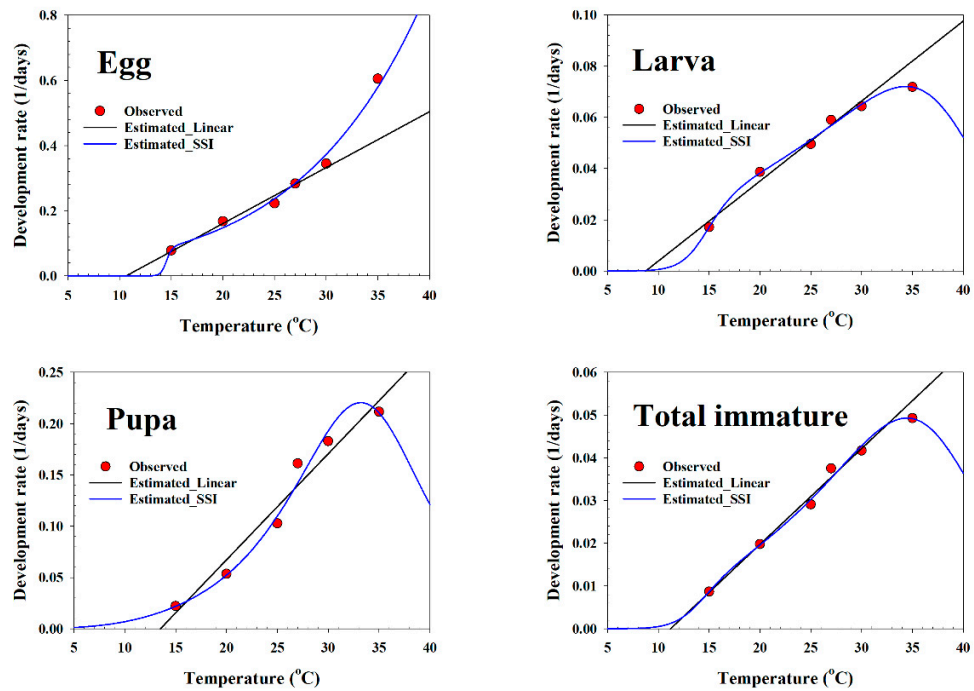 Egg
Observed
Estimated_Linear
Estimated_SSI
Development rate (1/days)
0.8
0.6
0.4
0.2
0.0
5 10 15 20 25 30 35 40
Temperature (°C)
Larva
Observed
Estimated_Linear
Estimated_SSI
Development rate (1/days)
0.10
0.08
0.06
0.04
0.02
0.00
5 10 15 20 25 30 35 40
Temperature (°C)
Pupa
Observed
Estimated_Linear
Estimated_SSI
Development rate (1/days)
0.25
0.20
0.15
0.10
0.05
0.00
5 10 15 20 25 30 35 40
Temperature (°C)
Total immature
Observed
Estimated_Linear
Estimated_SSI
Development rate (1/days)
0.06
0.05
0.04
0.03
0.02
0.01
0.00
5 10 15 20 25 30 35 40
Temperature (°C)